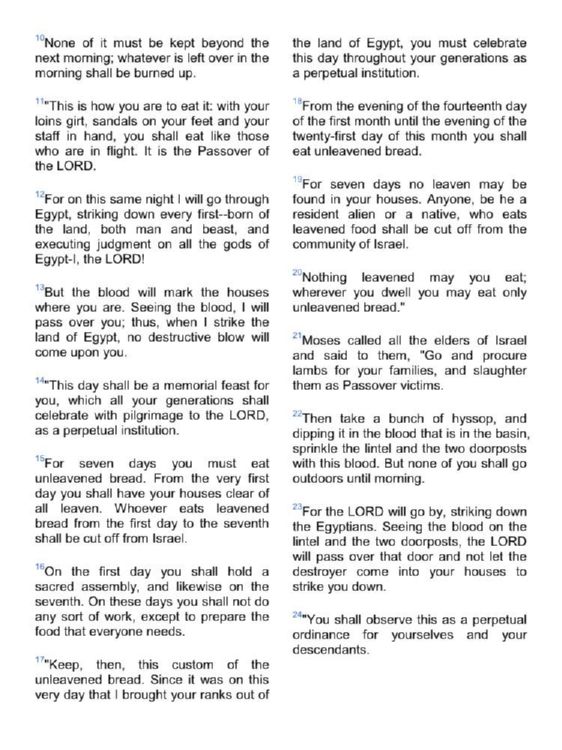 10None of it must be kept beyond the
next morning; whatever is left over in the
morning shall be burned up.
11"This is how you are to eat it: with your
loins girt, sandals on your feet and your
staff in hand, you shall eat like those
who are in flight. It is the Passover of
the LORD.
12For on this same night I will go through
Egypt, striking down every first--born of
the land, both man and beast, and
executing judgment on all the gods of
Egypt-I, the LORD!
13But the blood will mark the houses
where you are. Seeing the blood, I will
pass over you; thus, when I strike the
land of Egypt, no destructive blow will
come upon you.
14"This day shall be a memorial feast for
you, which all your generations shall
celebrate with pilgrimage to the LORD,
as a perpetual institution.
15For seven days you must eat
unleavened bread. From the very first
day you shall have your houses clear of
all leaven. Whoever eats leavened
bread from the first day to the seventh
shall be cut off from Israel.
16On the first day you shall hold a
sacred assembly, and likewise on the
seventh. On these days you shall not do
any sort of work, except to prepare the
food that everyone needs.
17"Keep, then, this custom of the
unleavened bread. Since it was on this
very day that I brought your ranks out of
the land of Egypt, you must celebrate
this day throughout your generations as
a perpetual institution.
18From the evening of the fourteenth day
of the first month until the evening of the
twenty-first day of this month you shall
eat unleavened bread.
19For seven days no leaven may be
found in your houses. Anyone, be he a
resident alien or a native, who eats
leavened food shall be cut off from the
community of Israel.
20Nothing leavened may you eat;
wherever you dwell you may eat only
unleavened bread."
21Moses called all the elders of Israel
and said to them, "Go and procure
lambs for your families, and slaughter
them as Passover victims.
22Then take a bunch of hyssop, and
dipping it in the blood that is in the basin,
sprinkle the lintel and the two doorposts
with this blood. But none of you shall go
outdoors until morning.
23For the LORD will go by, striking down
the Egyptians. Seeing the blood on the
lintel and the two doorposts, the LORD
will pass over that door and not let the
destroyer come into your houses to
strike you down.
24"You shall observe this as a perpetual
ordinance for yourselves and your
descendants.